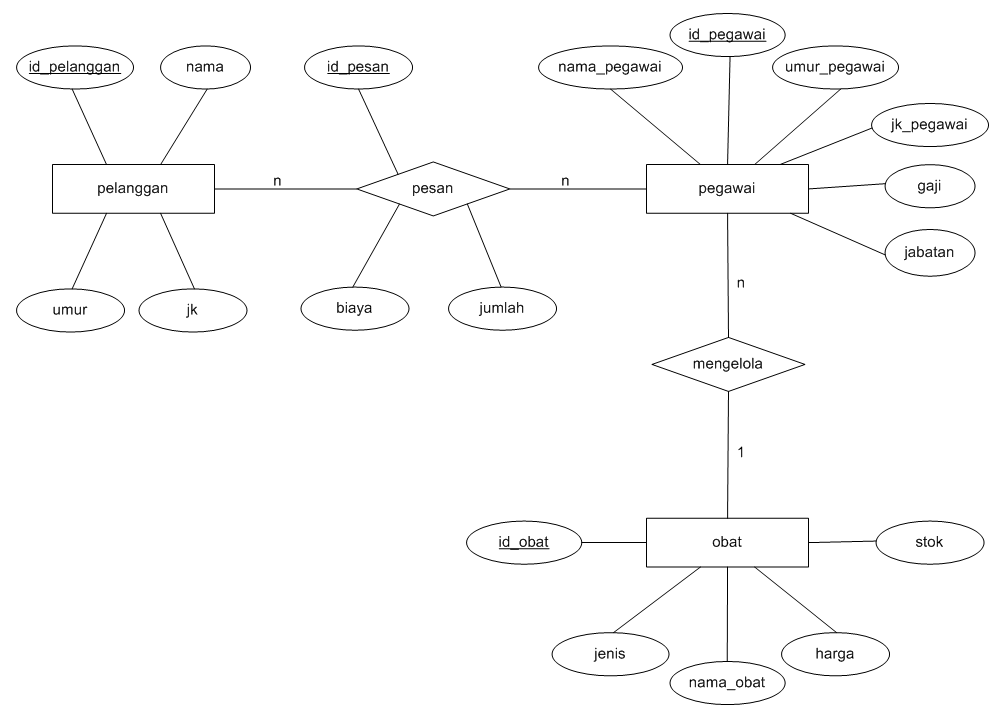 id_pegawai
id_pelanggan
nama
id_pesan
nama_pegawai
umur_pegawai
jk_pegawai
pelanggan
n
pesan
n
pegawai
gaji
jabatan
umur
jk
biaya
jumlah
n
mengelola
1
id_obat
obat
stok
jenis
nama_obat
harga